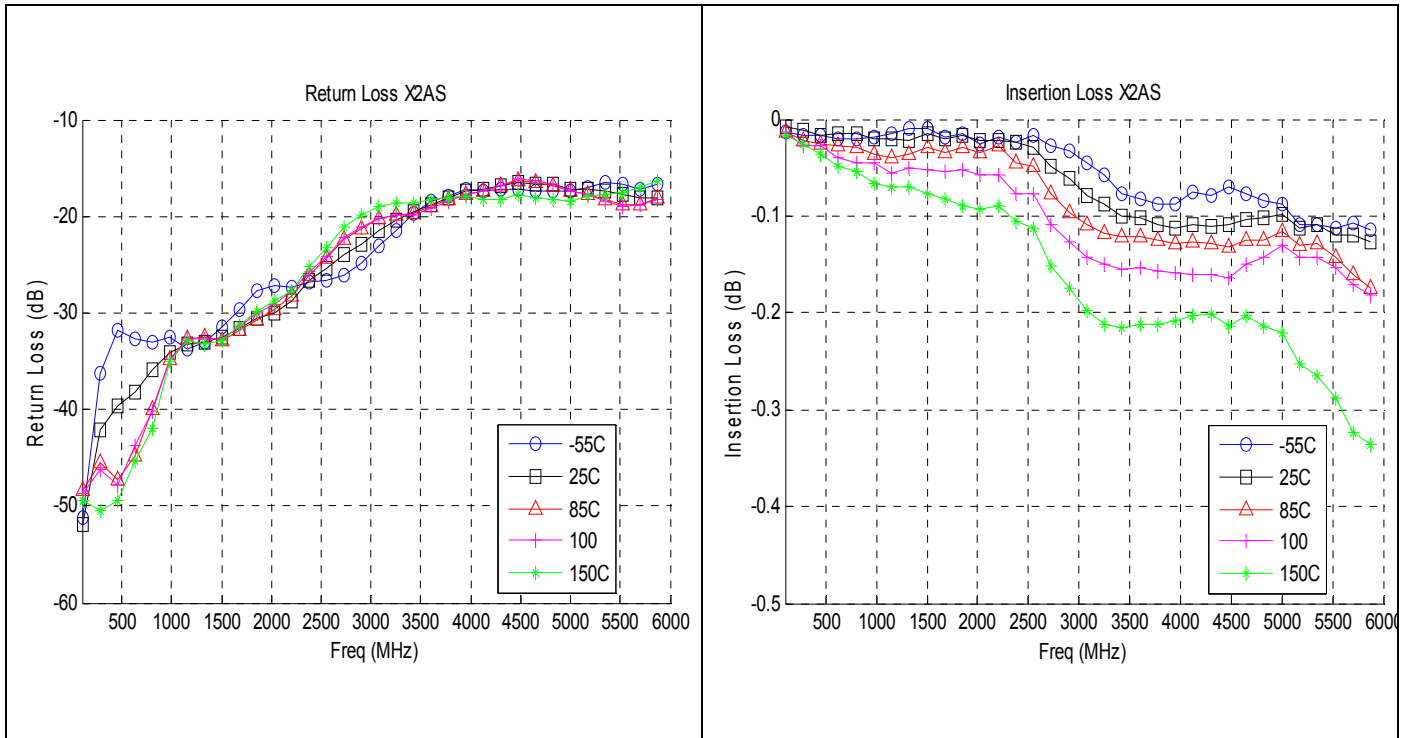 Return Loss X2AS
-10
-20
-30
-40
-50
-60
Return Loss (dB)
500 1000 1500 2000 2500 3000 3500 4000 4500 5000 5500 6000
Freq (MHz)
-55C
25C
85C
100
150C
Insertion Loss X2AS
0
-0.1
-0.2
-0.3
-0.4
-0.5
Insertion Loss (dB)
500 1000 1500 2000 2500 3000 3500 4000 4500 5000 5500 6000
Freq (MHz)
-55C
25C
85C
100
150C